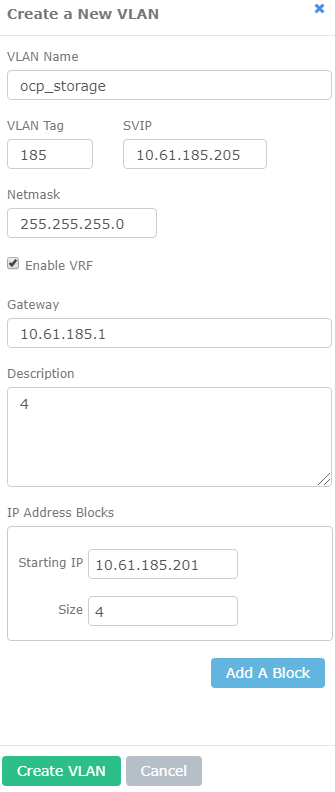 Create a New VLAN
VLAN Name
ocp_storage
VLAN Tag SVIP
185 10.61.185.205
Netmask
255.255.255.0
Enable VRF
Gateway
10.61.185.1
Description
4
IP Address Blocks
Starting IP 10.61.185.201
Size 4
Add A Block
Create VLAN Cancel